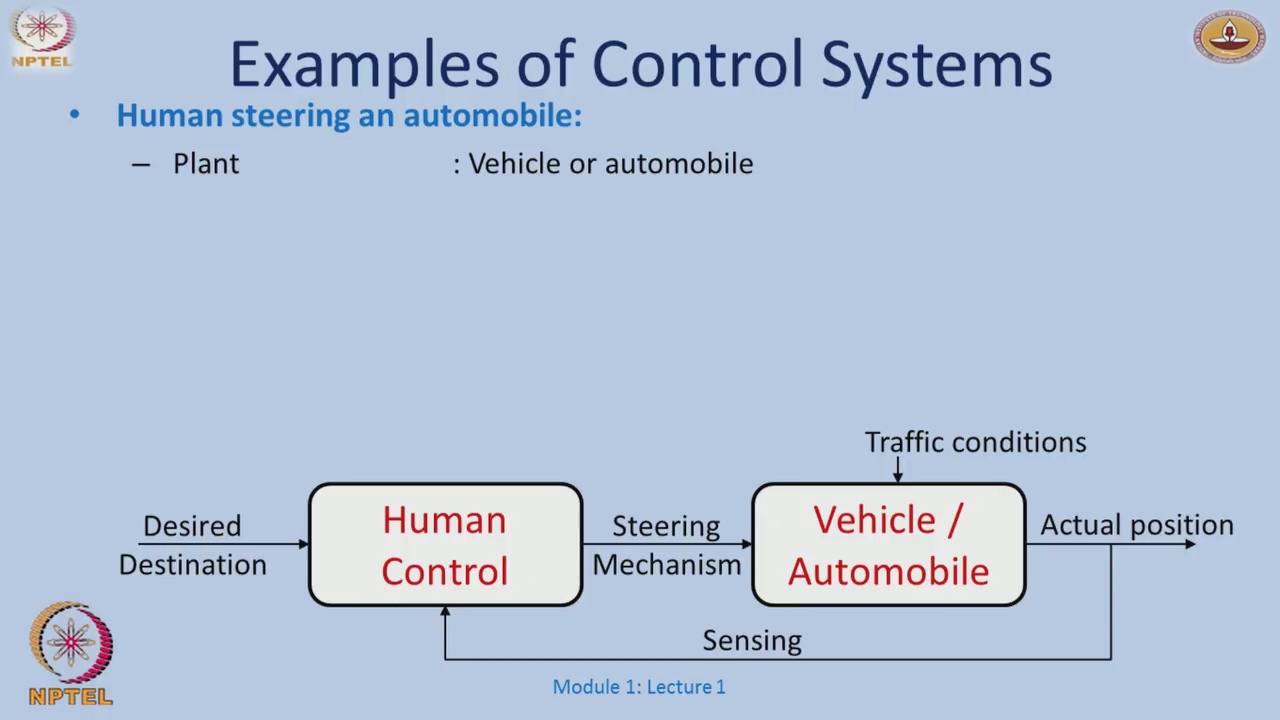 NPTEL
Examples of Control Systems
• Human steering an automobile:
– Plant : Vehicle or automobile
Traffic conditions
Desired
Destination
Human
Control
Steering
Mechanism
Vehicle /
Automobile
Actual position
Sensing
NPTEL
Module 1: Lecture 1